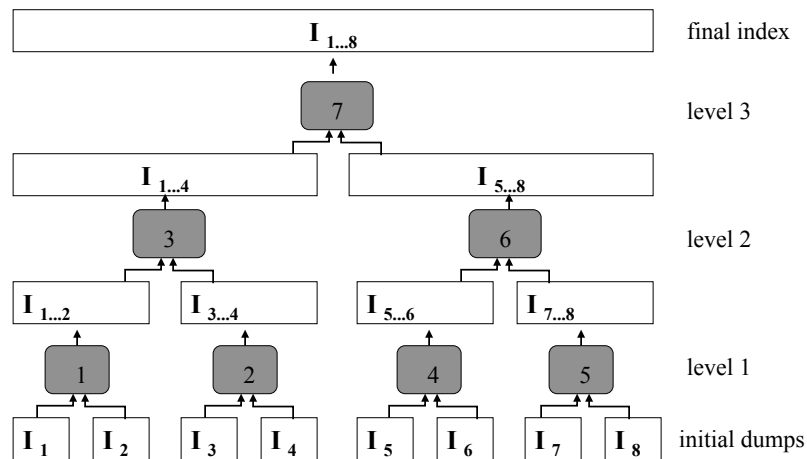 I 1...8 final index
7 level 3
I 1...4 I 5...8
3 6 level 2
I 1...2 I 3...4 I 5...6 I 7...8
1 2 4 5 level 1
I 1 I 2 I 3 I 4 I 5 I 6 I 7 I 8 initial dumps